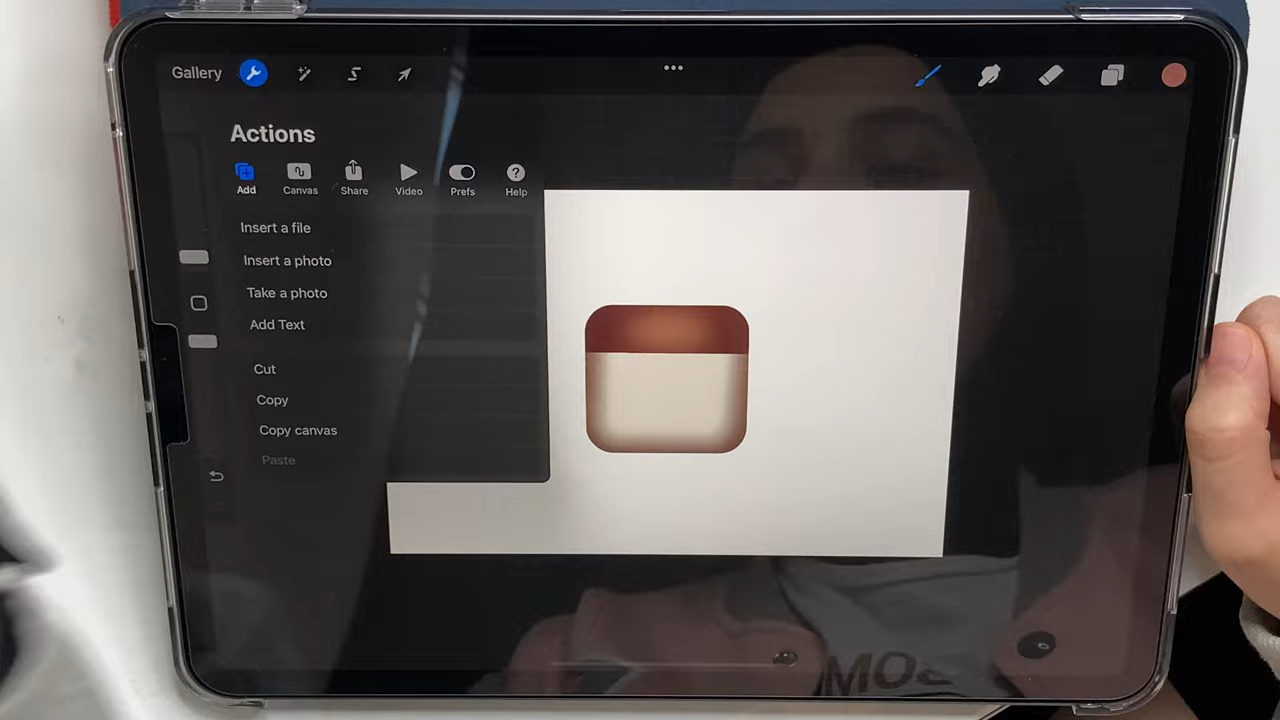 Gallery
Actions
Add Canvas Share Video Prefs Help
Insert a file
Insert a photo
Take a photo
Add Text
Cut
Copy
Copy canvas
Paste